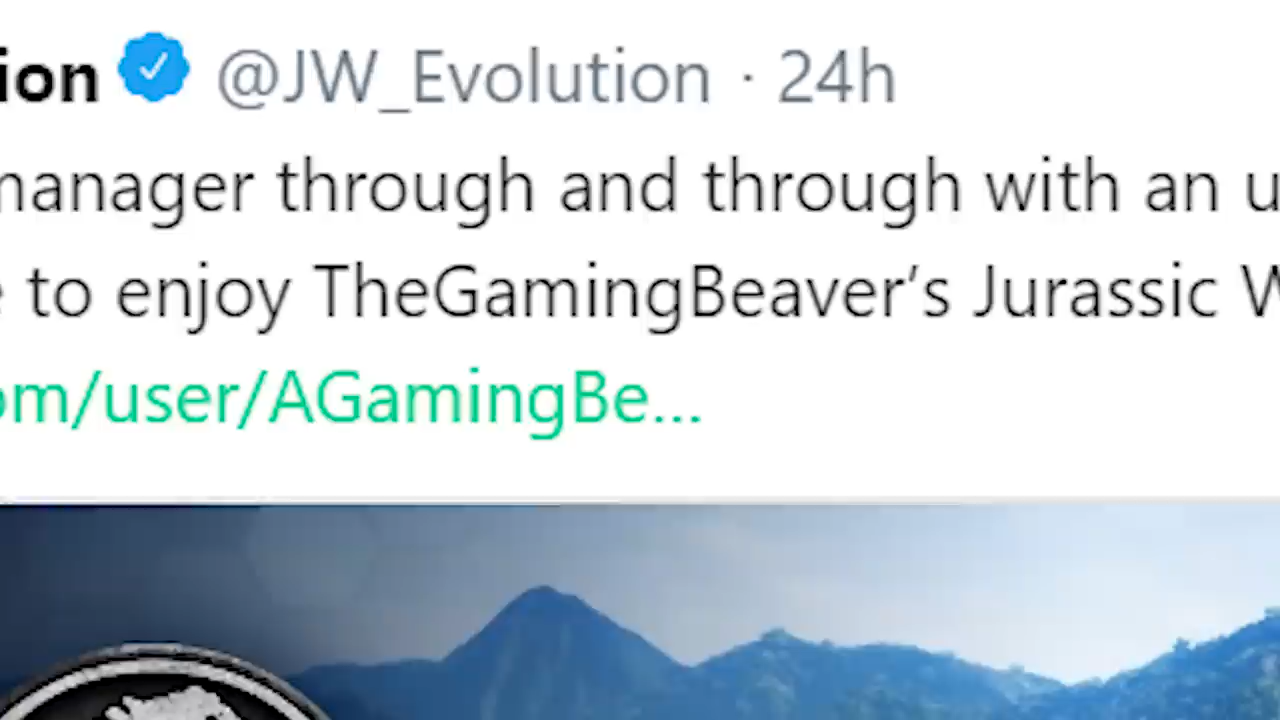 ion @JW_Evolution · 24h
manager through and through with an u
to enjoy TheGamingBeaver’s Jurassic W
om/user/AGamingBe...